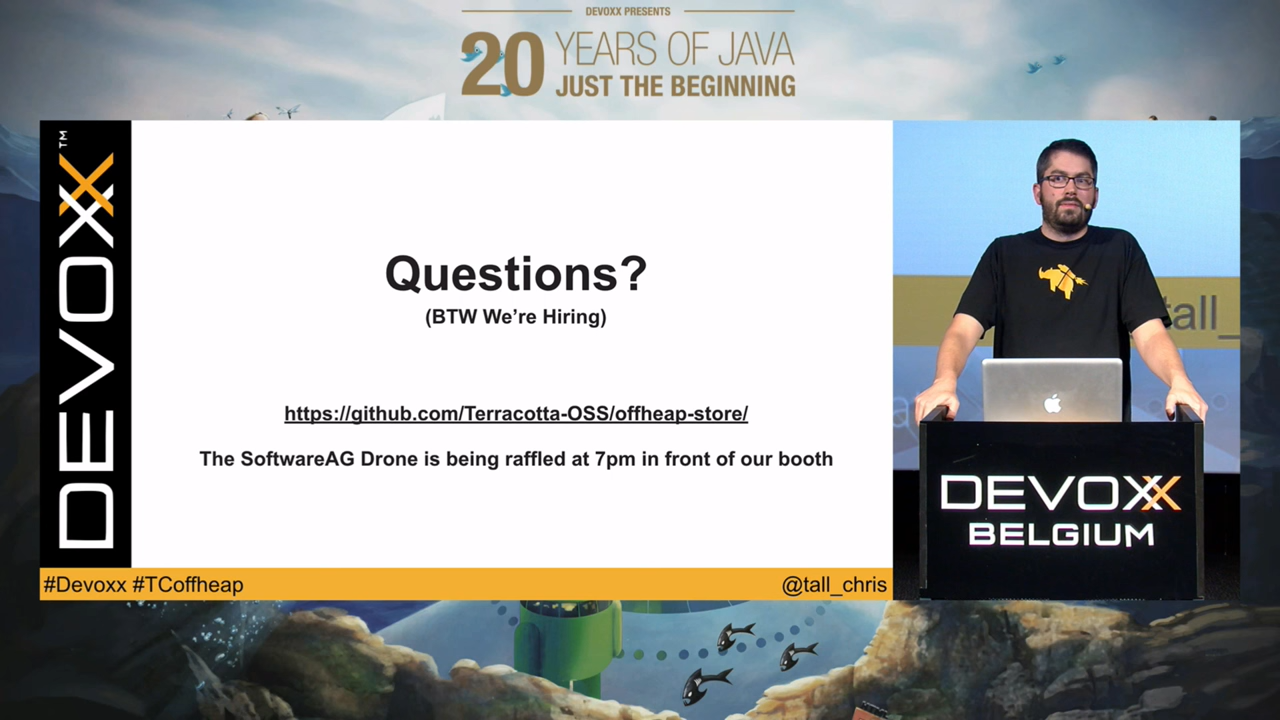 DEVOXX PRESENTS
20 YEARS OF JAVA
JUST THE BEGINNING
DEVOXX™
Questions?
(BTW We’re Hiring)
https://github.com/Terracotta-OSS/offheap-store/
The SoftwareAG Drone is being raffled at 7pm in front of our booth
#Devoxx #TCoffheap
@tall_chris
tall_
DEVOXX
BELGIUM